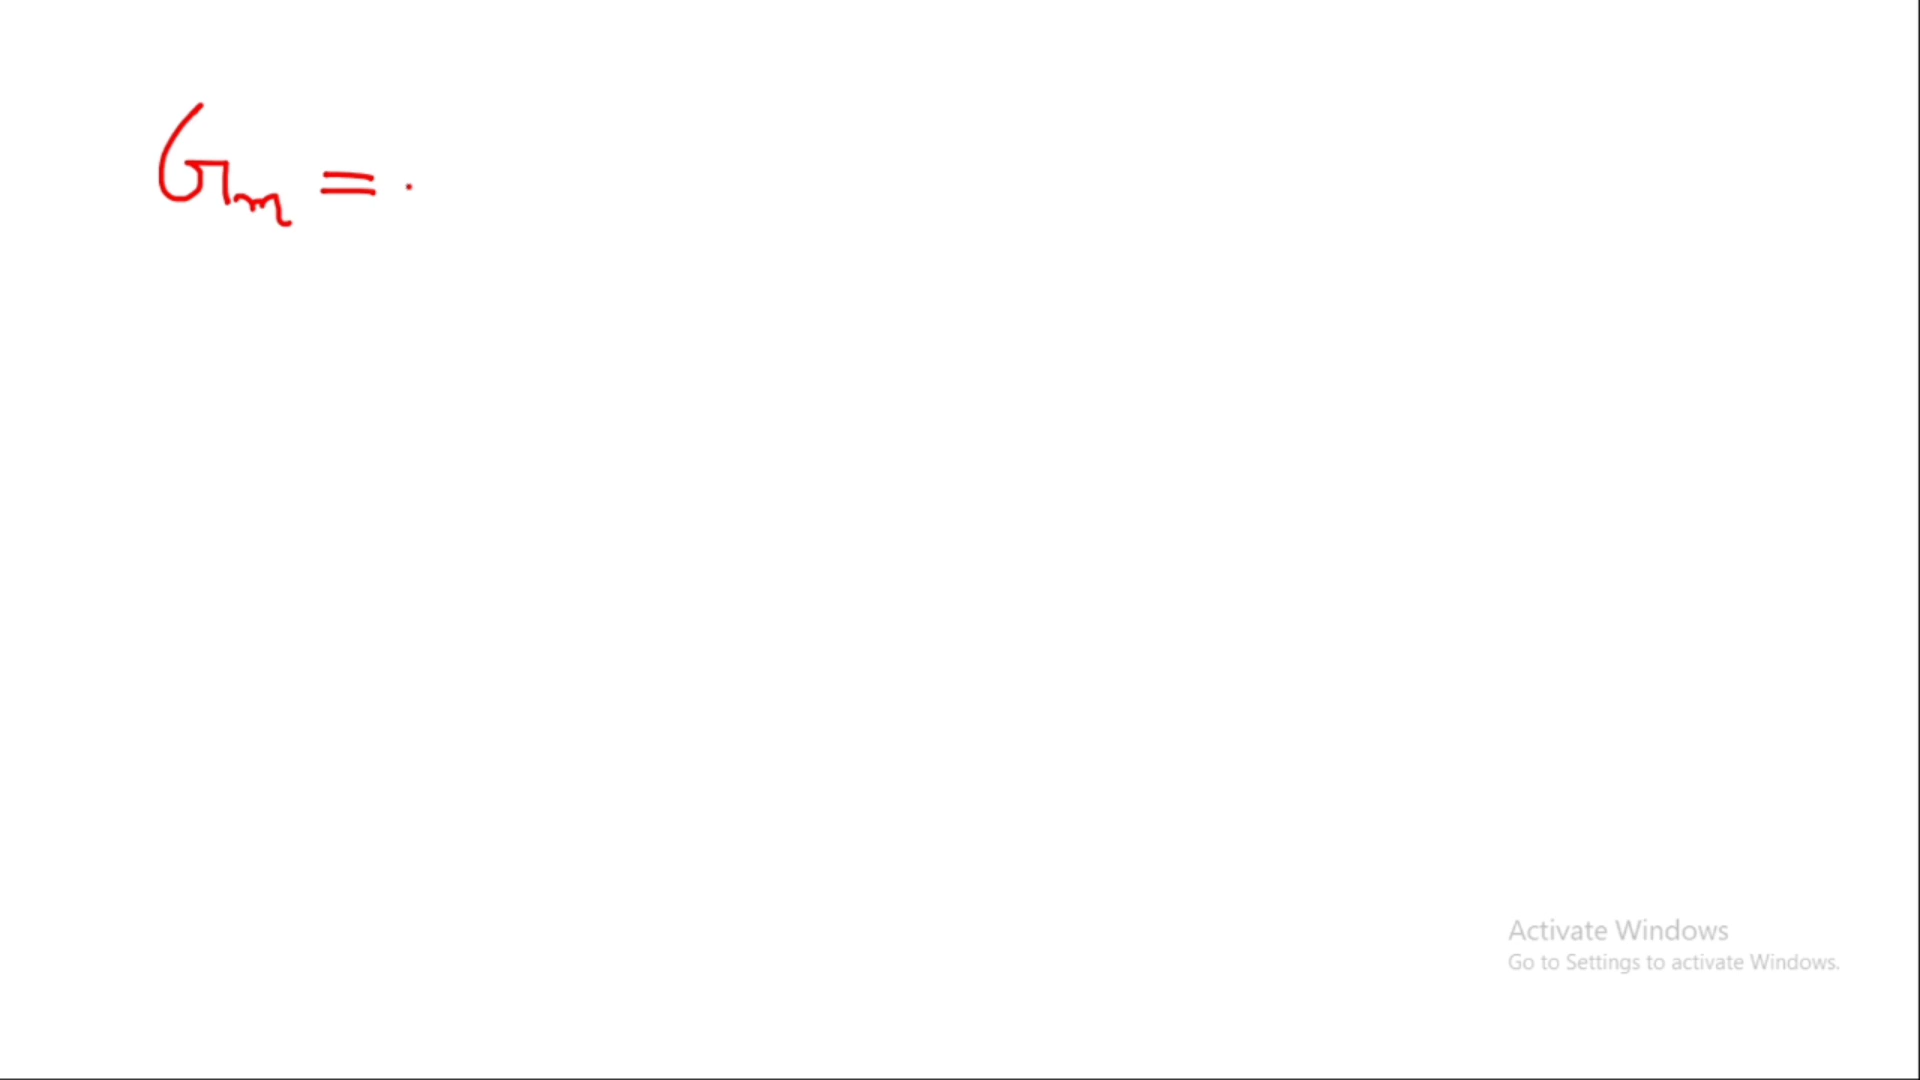 Gm = .
Activate Windows
Go to Settings to activate Windows.